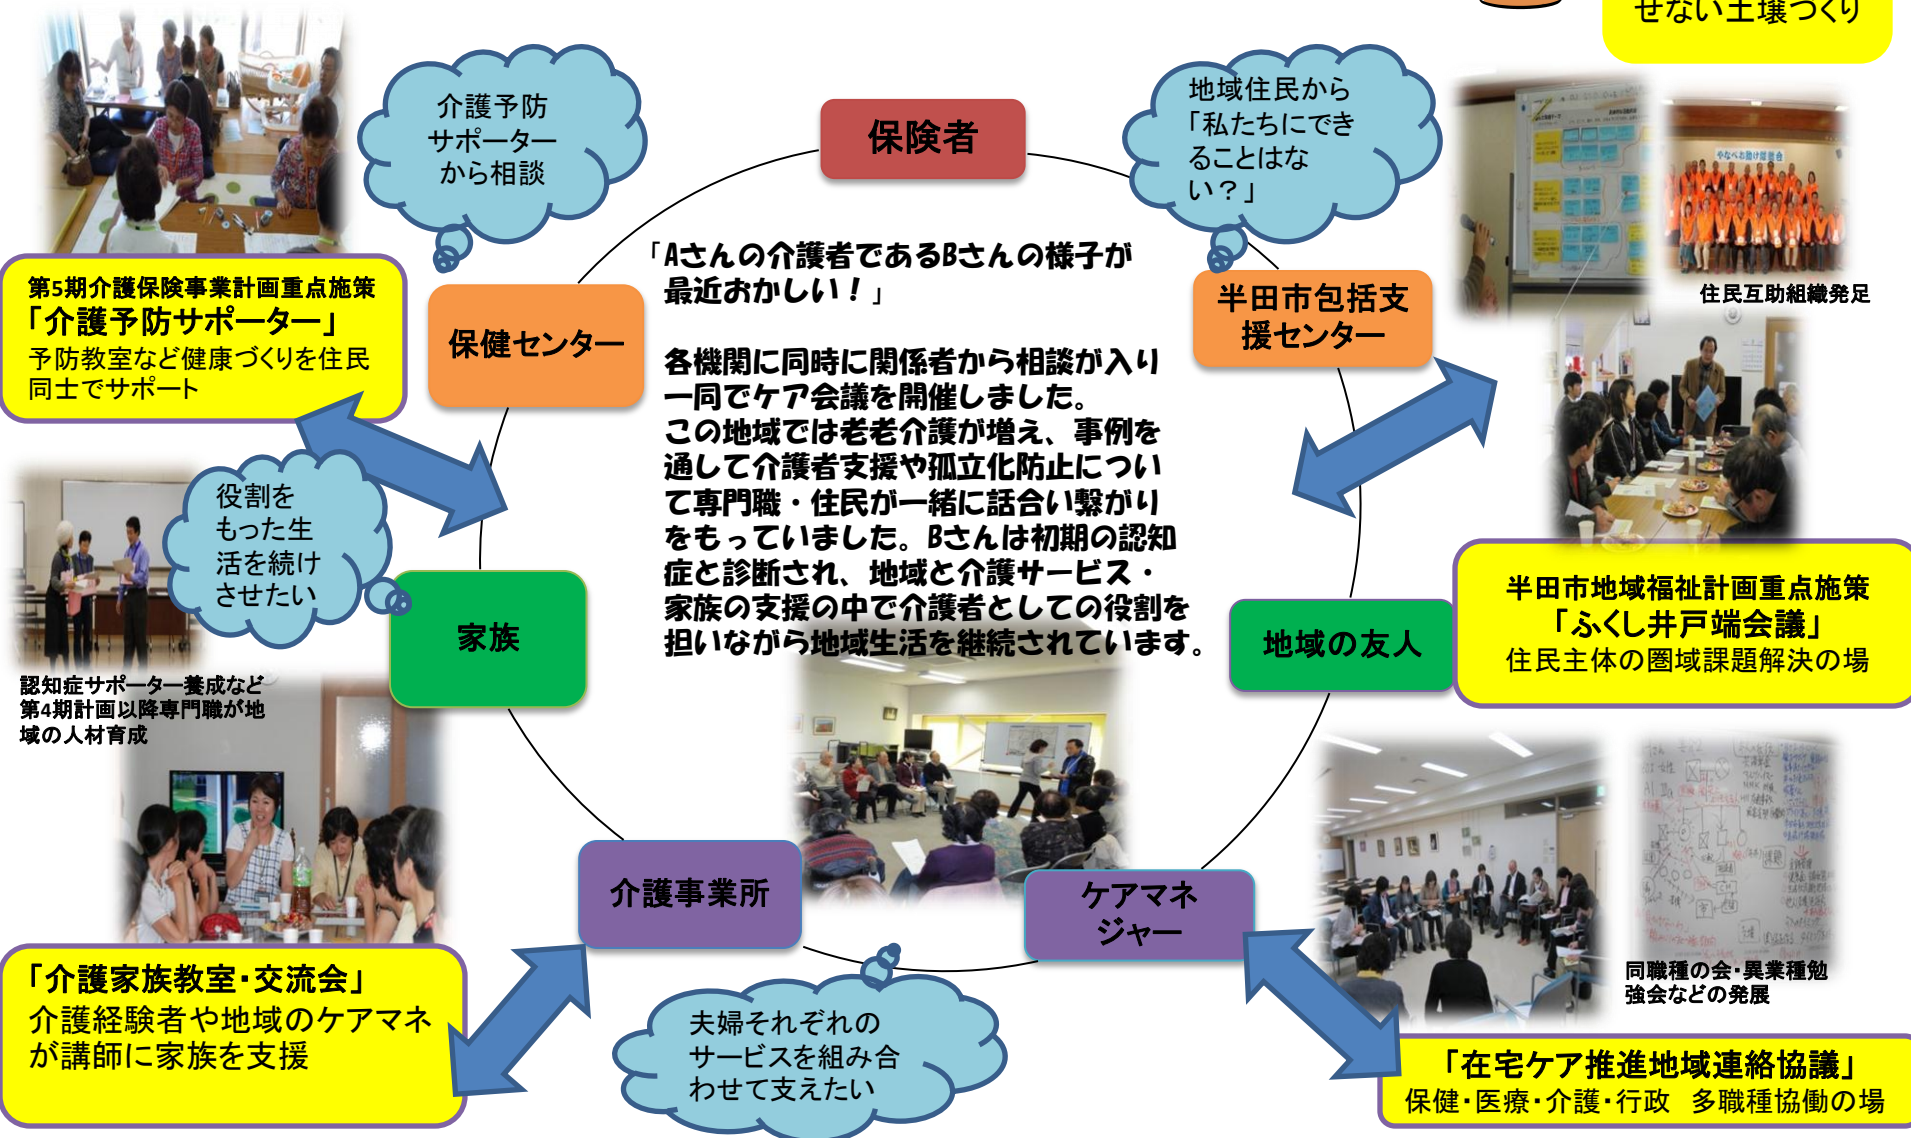 せない土壌づくり
介護予防
サポーター
から相談
保険者
地域住民から
「私たちにでき
ることはな
い？」
やなべお助け隊総会
住民互助組織発足
第5期介護保険事業計画重点施策
「介護予防サポーター」
予防教室など健康づくりを住民
同士でサポート
保健センター
「Aさんの介護者であるBさんの様子が
最近おかしい！」
各機関に同時に関係者から相談が入り
一同でケア会議を開催しました。
この地域では老老介護が増え、事例を
通して介護者支援や孤立化防止につい
て専門職・住民が一緒に話合い繋がり
をもっていました。Bさんは初期の認知
症と診断され、地域と介護サービス・
家族の支援の中で介護者としての役割を
担いながら地域生活を継続されています。
半田市包括支
援センター
役割を
もった生
活を続け
させたい
家族
地域の友人
半田市地域福祉計画重点施策
「ふくし井戸端会議」
住民主体の圏域課題解決の場
認知症サポーター養成など
第4期計画以降専門職が地
域の人材育成
介護事業所
ケアマネ
ジャー
同職種の会・異業種勉
強会などの発展
「介護家族教室・交流会」
介護経験者や地域のケアマネ
が講師に家族を支援
夫婦それぞれの
サービスを組み合
わせて支えたい
「在宅ケア推進地域連絡協議」
保健・医療・介護・行政　多職種協働の場